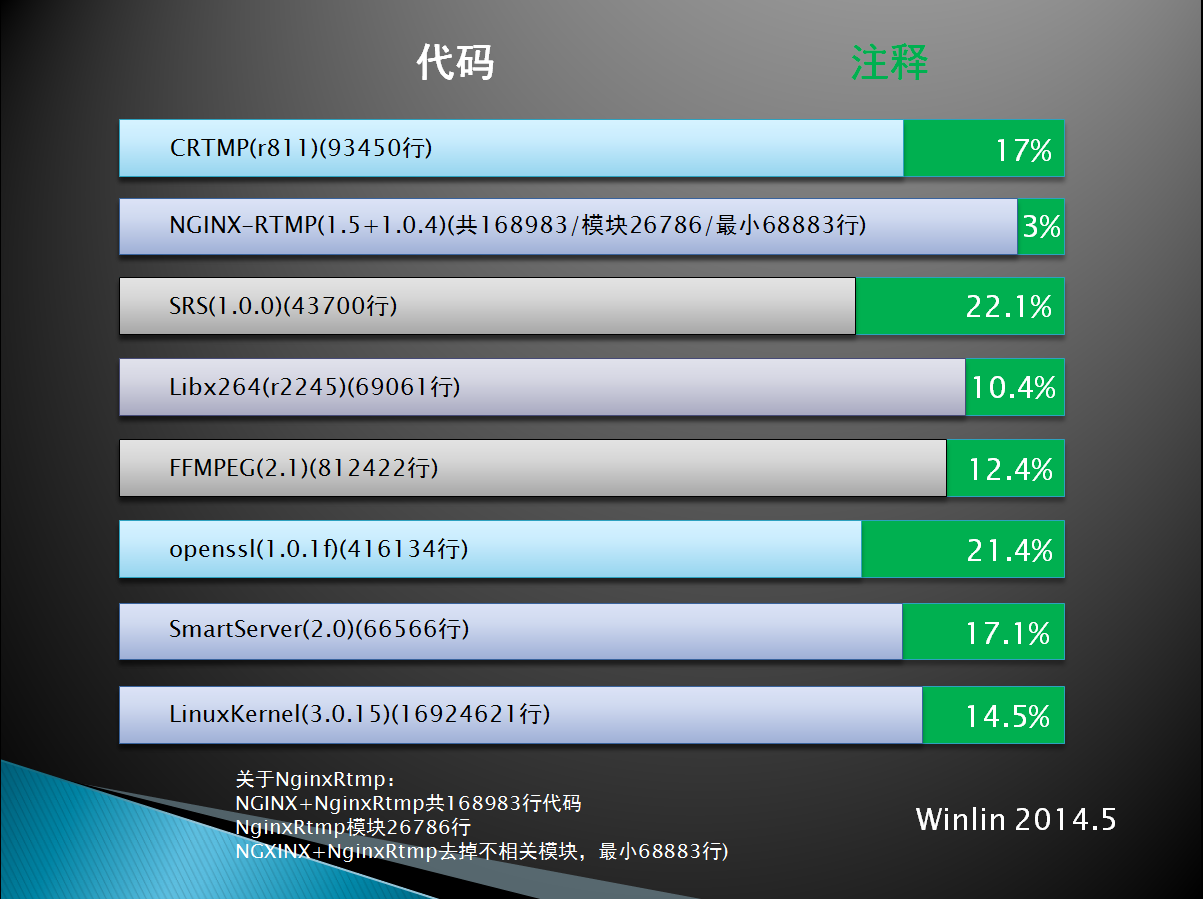 代码
注释
CRTMP(r811)(93450行)
17%
NGINX-RTMP(1.5+1.0.4)(共168983/模块26786/最小68883行)
3%
SRS(1.0.0)(43700行)
22.1%
Libx264(r2245)(69061行)
10.4%
FFMPEG(2.1)(812422行)
12.4%
openssl(1.0.1f)(416134行)
21.4%
SmartServer(2.0)(66566行)
17.1%
LinuxKernel(3.0.15)(16924621行)
14.5%
关于NginxRtmp：
NGINX+NginxRtmp共168983行代码
NginxRtmp模块26786行
NGXINX+NginxRtmp去掉不相关模块，最小68883行)
Winlin 2014.5